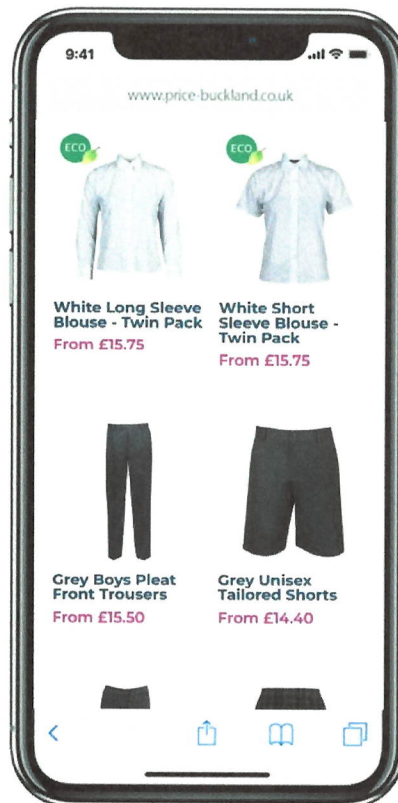 9:41
www.price-buckland.co.uk
ECO
ECO
White Long Sleeve
Blouse - Twin Pack
From £15.75
White Short
Sleeve Blouse -
Twin Pack
From £15.75
Grey Boys Pleat
Front Trousers
From £15.50
Grey Unisex
Tailored Shorts
From £14.40